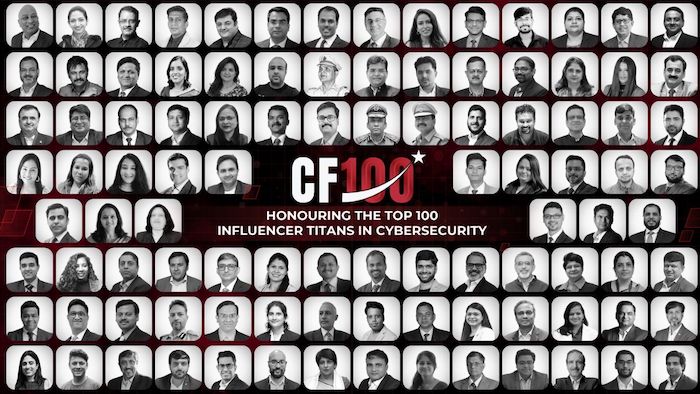 CF100
HONOURING THE TOP 100
INFLUENCER TITANS IN CYBERSECURITY